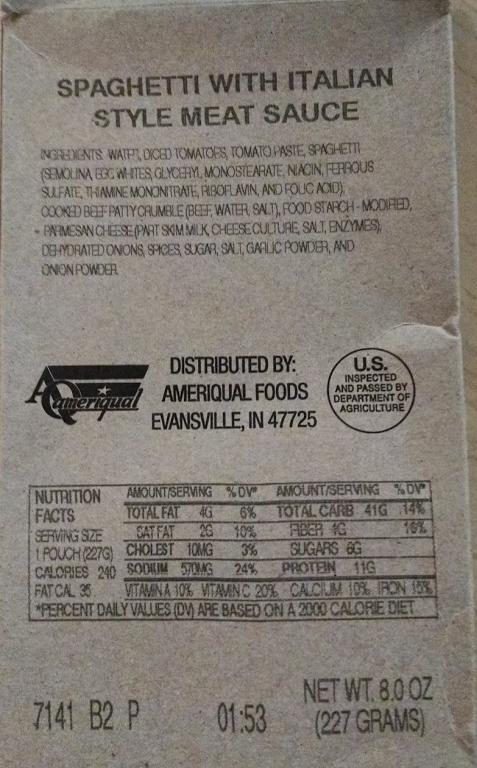 SPAGHETTI WITH ITALIAN
STYLE MEAT SAUCE
INGREDIENTS: WATER, DICED TOMATOES, TOMATO PASTE, SPAGHETTI
(SEMOLINA, EGG WHITES, GLYCERYL MONOSTEARATE, NIACIN, FERROUS
SULFATE, THIAMINE MONONITRATE, RIBOFLAVIN, AND FOLIC ACID),
COOKED BEEF PATTY CRUMBLE (BEEF, WATER, SALT), FOOD STARCH - MODIFIED,
PARMESAN CHEESE (PART SKIM MILK, CHEESE CULTURE, SALT, ENZYMES),
DEHYDRATED ONIONS, SPICES, SUGAR, SALT, GARLIC POWDER, AND
ONION POWDER.
Ameriqual
DISTRIBUTED BY:
AMERIQUAL FOODS
EVANSVILLE, IN 47725
U.S.
INSPECTED
AND PASSED BY
DEPARTMENT OF
AGRICULTURE
NUTRITION
FACTS
SERVING SIZE
1 POUCH (227G)
CALORIES 240
FAT CAL 35
AMOUNT/SERVING %DV* AMOUNT/SERVING %DV*
TOTAL FAT 4G 6% TOTAL CARB 41G 14%
SAT FAT 2G 10% FIBER 4G 16%
CHOLEST 10MG 3% SUGARS 6G
SODIUM 570MG 24% PROTEIN 11G
VITAMIN A 10% VITAMIN C 20% CALCIUM 10% IRON 15%
*PERCENT DAILY VALUES (DV) ARE BASED ON A 2000 CALORIE DIET
7141 B2 P 01:53
NET WT. 8.0 OZ
(227 GRAMS)